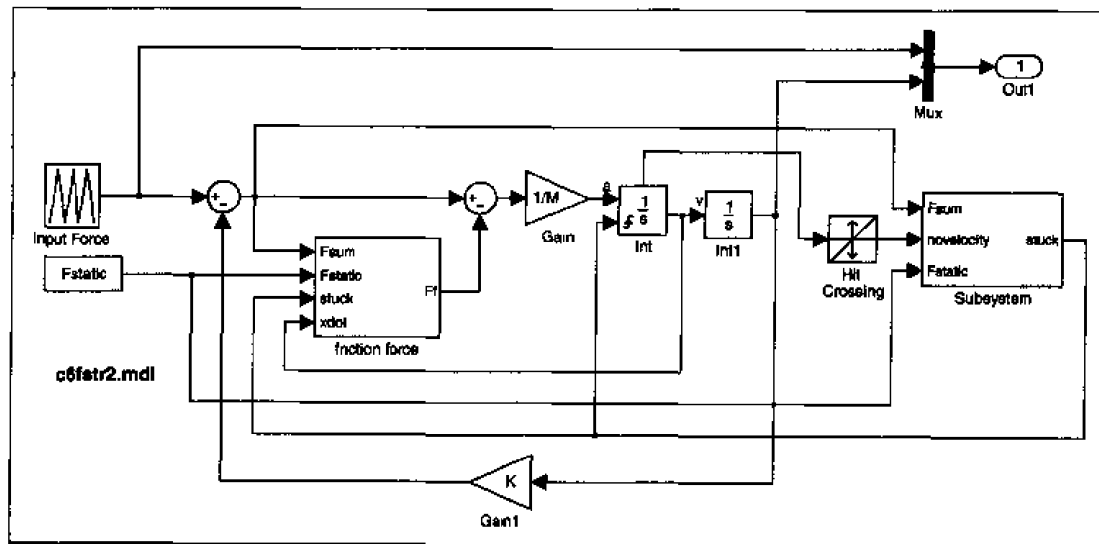 1
Out1
Mux
+
-
+
-
1/M
a
1
s
v
1
s
Input Force
Gain
Int
Int1
Fsum
novelocity
stuck
Fstatic
Hit
Crossing
Subsystem
Fsum
Fstatic
stuck
xdot
Ff
friction force
Fstatic
c6fstr2.mdl
K
Gain1